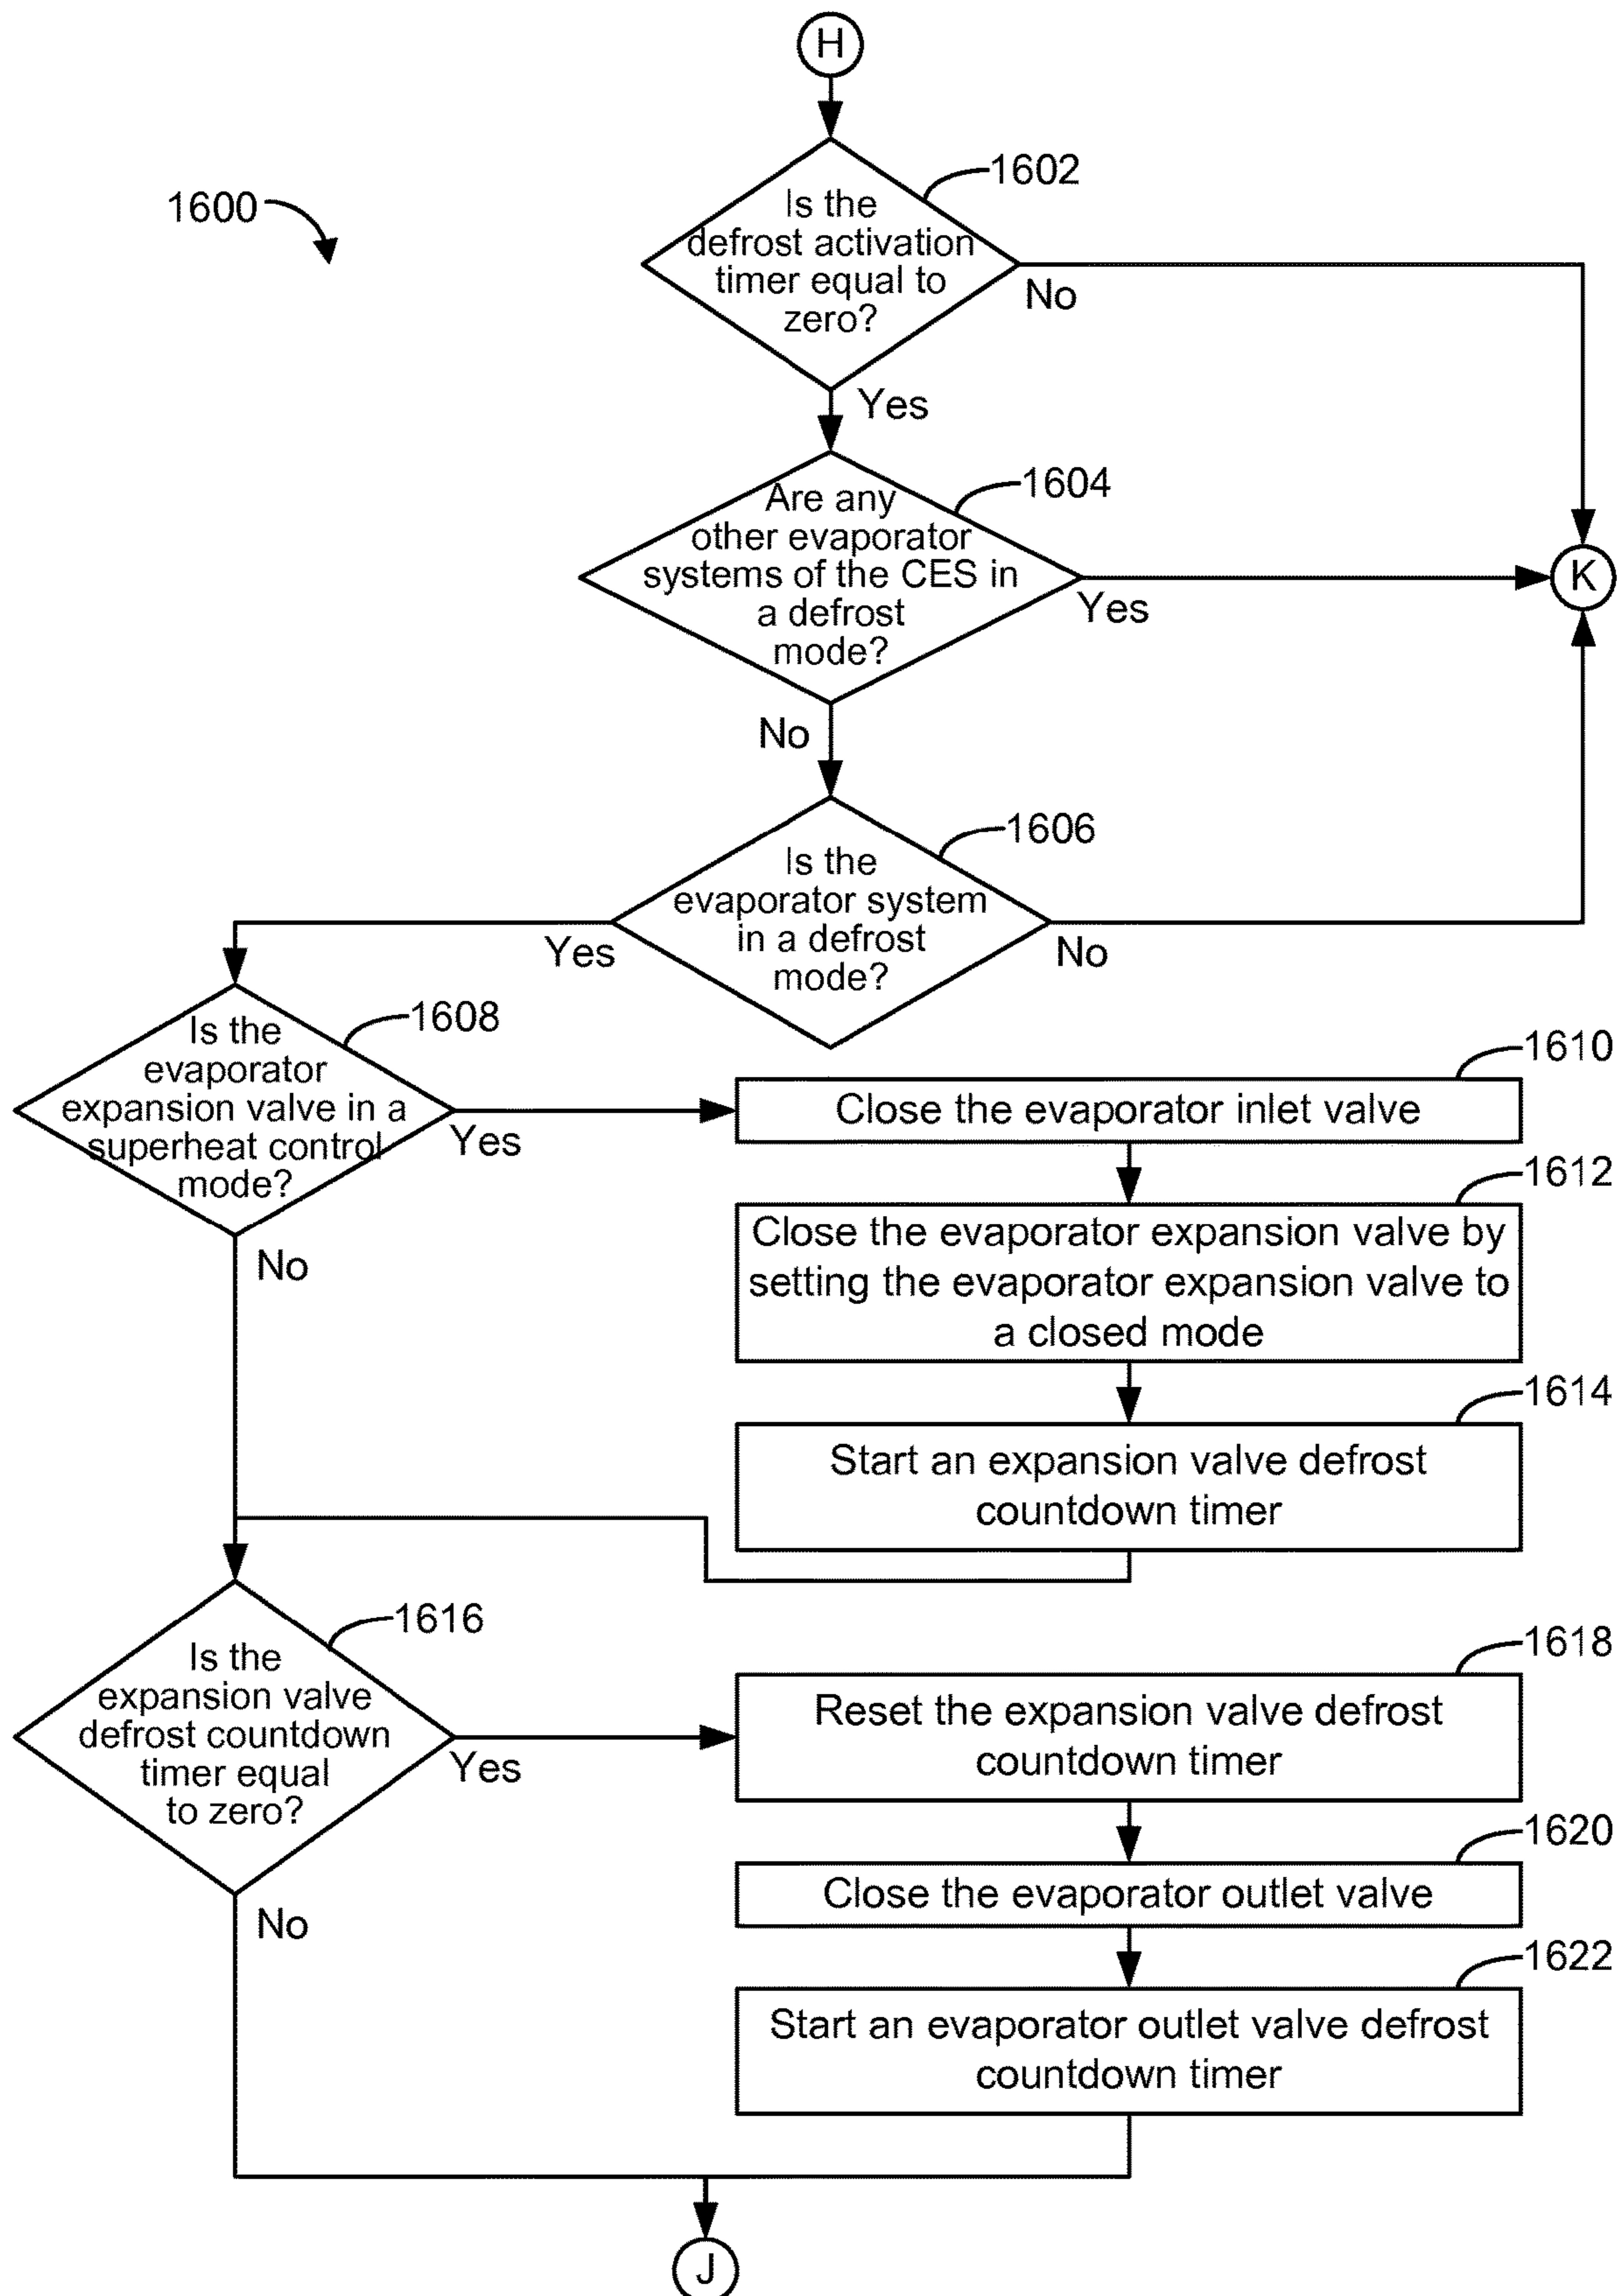 H
1600
1602
Is the
defrost activation
timer equal to
zero?
No
Yes
1604
Are any
other evaporator
systems of the CES in
a defrost
mode?
Yes
K
No
1606
Is the
evaporator system
in a defrost
mode?
Yes
No
1608
Is the
evaporator
expansion valve in a
superheat control
mode?
Yes
No
1610
Close the evaporator inlet valve
1612
Close the evaporator expansion valve by
setting the evaporator expansion valve to
a closed mode
1614
Start an expansion valve defrost
countdown timer
1616
Is the
expansion valve
defrost countdown
timer equal
to zero?
Yes
No
1618
Reset the expansion valve defrost
countdown timer
1620
Close the evaporator outlet valve
1622
Start an evaporator outlet valve defrost
countdown timer
J